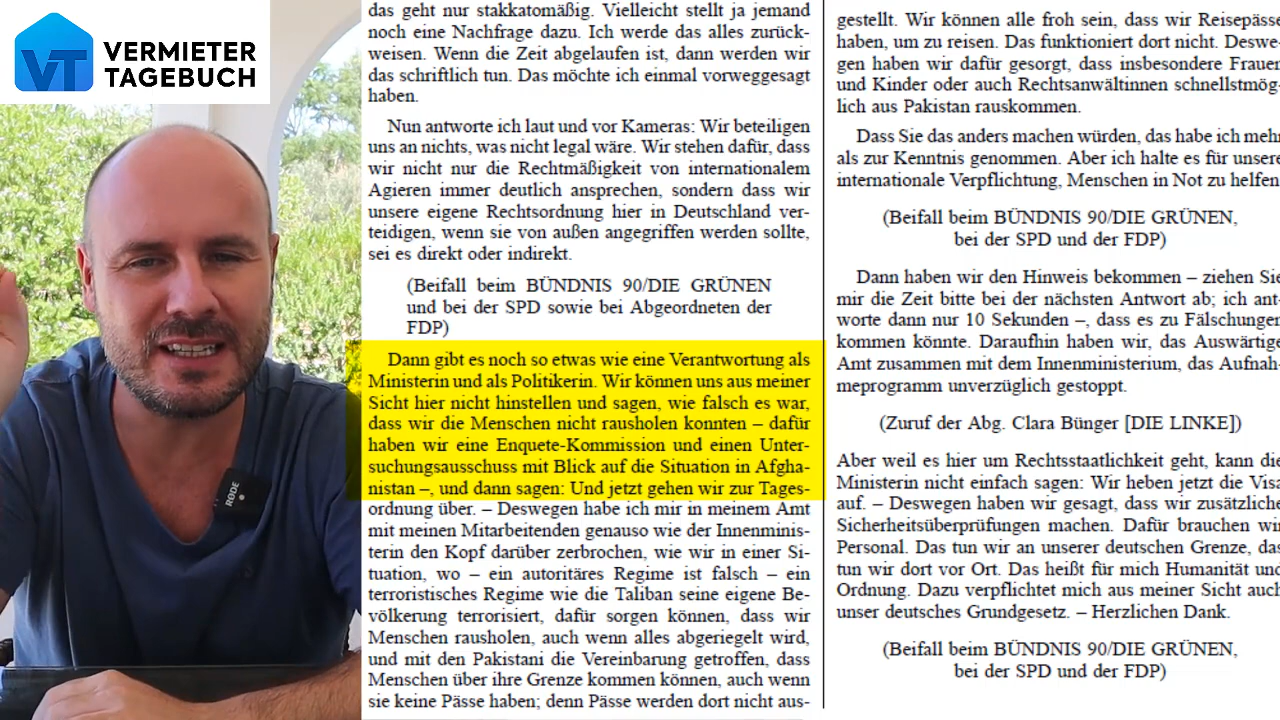 VERMIETER
TAGEBUCH
VT
RØDE
das geht nur stakkatomäßig. Vielleicht stellt ja jemand
noch eine Nachfrage dazu. Ich werde das alles zurück-
weisen. Wenn die Zeit abgelaufen ist, dann werden wir
das schriftlich tun. Das möchte ich einmal vorweggesagt
haben.
Nun antworte ich laut und vor Kameras: Wir beteiligen
uns an nichts, was nicht legal wäre. Wir stehen dafür, dass
wir nicht nur die Rechtmäßigkeit von internationalem
Agieren immer deutlich ansprechen, sondern dass wir
unsere eigene Rechtsordnung hier in Deutschland ver-
teidigen, wenn sie von außen angegriffen werden sollte,
sei es direkt oder indirekt.
(Beifall beim BÜNDNIS 90/DIE GRÜNEN
und bei der SPD sowie bei Abgeordneten der
FDP)
Dann gibt es noch so etwas wie eine Verantwortung als
Ministerin und als Politikerin. Wir können uns aus meiner
Sicht hier nicht hinstellen und sagen, wie falsch es war,
dass wir die Menschen nicht rausholen konnten – dafür
haben wir eine Enquete-Kommission und einen Unter-
suchungsausschuss mit Blick auf die Situation in Afgha-
nistan –, und dann sagen: Und jetzt gehen wir zur Tages-
ordnung über. – Deswegen habe ich mir in meinem Amt
mit meinen Mitarbeitenden genauso wie der Innenminis-
terin den Kopf darüber zerbrochen, wie wir in einer Si-
tuation, wo – ein autoritäres Regime ist falsch – ein
terroristisches Regime wie die Taliban seine eigene Be-
völkerung terrorisiert, dafür sorgen können, dass wir
Menschen rausholen, auch wenn alles abgeriegelt wird,
und mit den Pakistani die Vereinbarung getroffen, dass
Menschen über ihre Grenze kommen können, auch wenn
sie keine Pässe haben; denn Pässe werden dort nicht aus-
gestellt. Wir können alle froh sein, dass wir Reisepässe
haben, um zu reisen. Das funktioniert dort nicht. Deswe-
gen haben wir dafür gesorgt, dass insbesondere Frauen
und Kinder oder auch Rechtsanwältinnen schnellstmög-
lich aus Pakistan rauskommen.
Dass Sie das anders machen würden, das habe ich mehr
als zur Kenntnis genommen. Aber ich halte es für unsere
internationale Verpflichtung, Menschen in Not zu helfen
(Beifall beim BÜNDNIS 90/DIE GRÜNEN,
bei der SPD und der FDP)
Dann haben wir den Hinweis bekommen – ziehen Sie
mir die Zeit bitte bei der nächsten Antwort ab; ich ant-
worte dann nur 10 Sekunden –, dass es zu Fälschungen
kommen könnte. Daraufhin haben wir, das Auswärtige
Amt zusammen mit dem Innenministerium, das Aufnah-
meprogramm unverzüglich gestoppt.
(Zuruf der Abg. Clara Bünger [DIE LINKE])
Aber weil es hier um Rechtsstaatlichkeit geht, kann die
Ministerin nicht einfach sagen: Wir heben jetzt die Visa
auf. – Deswegen haben wir gesagt, dass wir zusätzliche
Sicherheitsüberprüfungen machen. Dafür brauchen wir
Personal. Das tun wir an unserer deutschen Grenze, das
tun wir dort vor Ort. Das heißt für mich Humanität und
Ordnung. Dazu verpflichtet mich aus meiner Sicht auch
unser deutsches Grundgesetz. – Herzlichen Dank.
(Beifall beim BÜNDNIS 90/DIE GRÜNEN,
bei der SPD und der FDP)